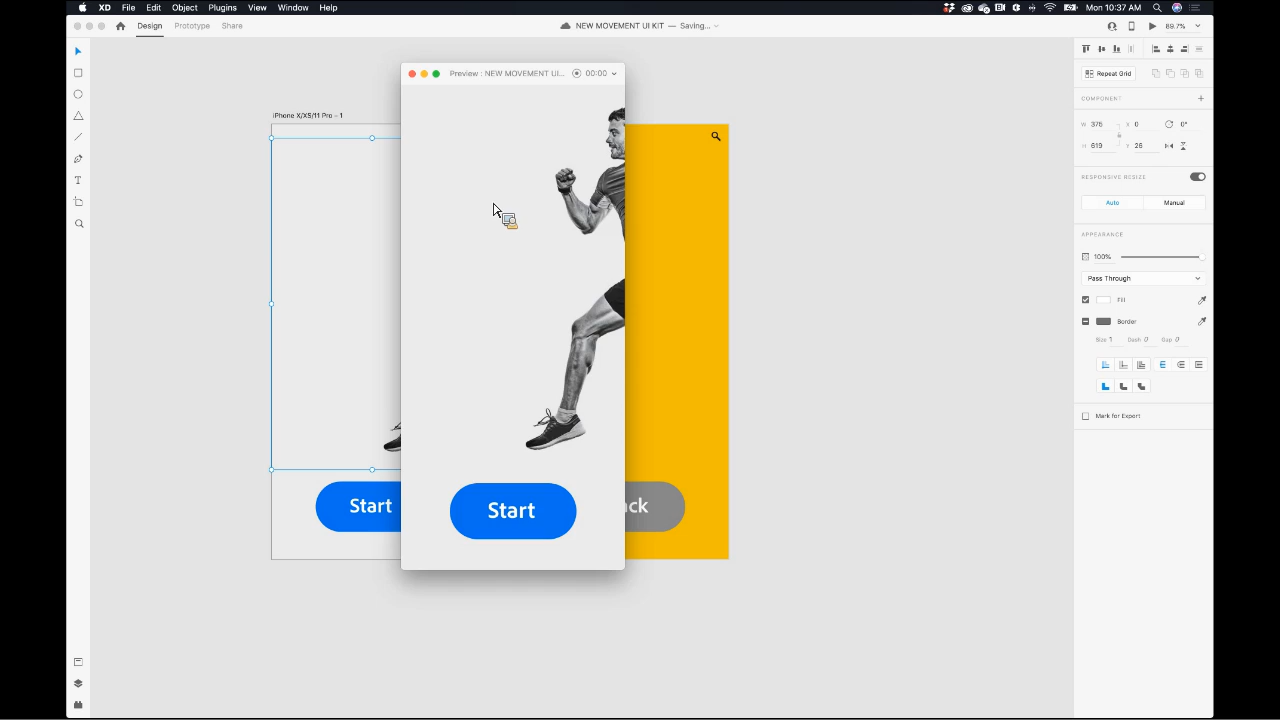 XD File Edit Object Plugins View Window Help
Mon 10:37 AM
Design Prototype Share
NEW MOVEMENT UI KIT — Saving...
89.7%
Preview : NEW MOVEMENT UI... 00:00
Repeat Grid
COMPONENT
iPhone X/XS/11 Pro – 1
W 376 X 0 0°
H 619 Y 26
RESPONSIVE RESIZE
Auto Manual
APPEARANCE
100%
Pass Through
Fill
Border
Size 1 Dash 0 Gap 0
Mark for Export
Start
Start
ck